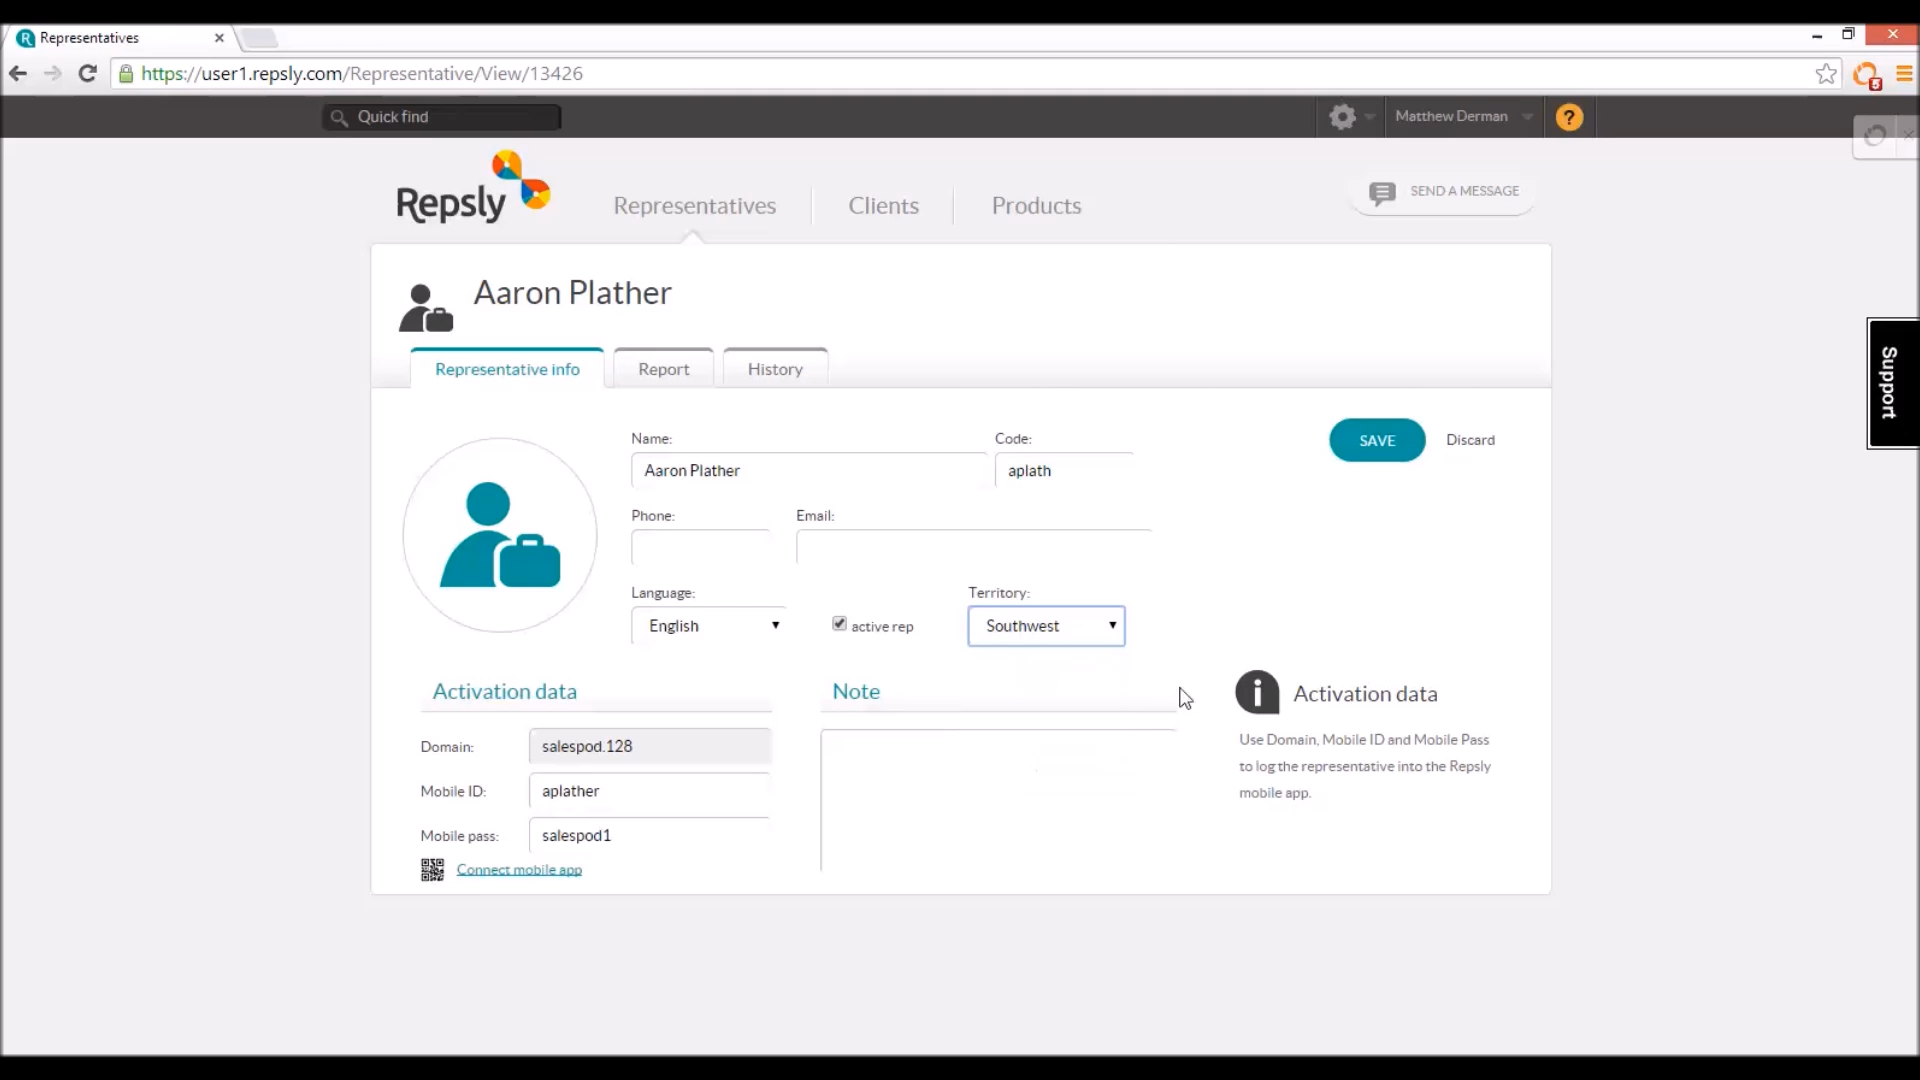 Representatives
https://user1.repsly.com/Representative/View/13426
Quick find
Matthew Derman
?
Repsly
Representatives
Clients
Products
SEND A MESSAGE
Aaron Plather
Representative info
Report
History
Support
Name:
Code:
SAVE
Discard
Aaron Plather
aplath
Phone:
Email:
Language:
Territory:
English
active rep
Southwest
Activation data
Note
Activation data
Domain:
salespod.128
Use Domain, Mobile ID and Mobile Pass
to log the representative into the Repsly
mobile app.
Mobile ID:
aplather
Mobile pass:
salespod1
Connect mobile app